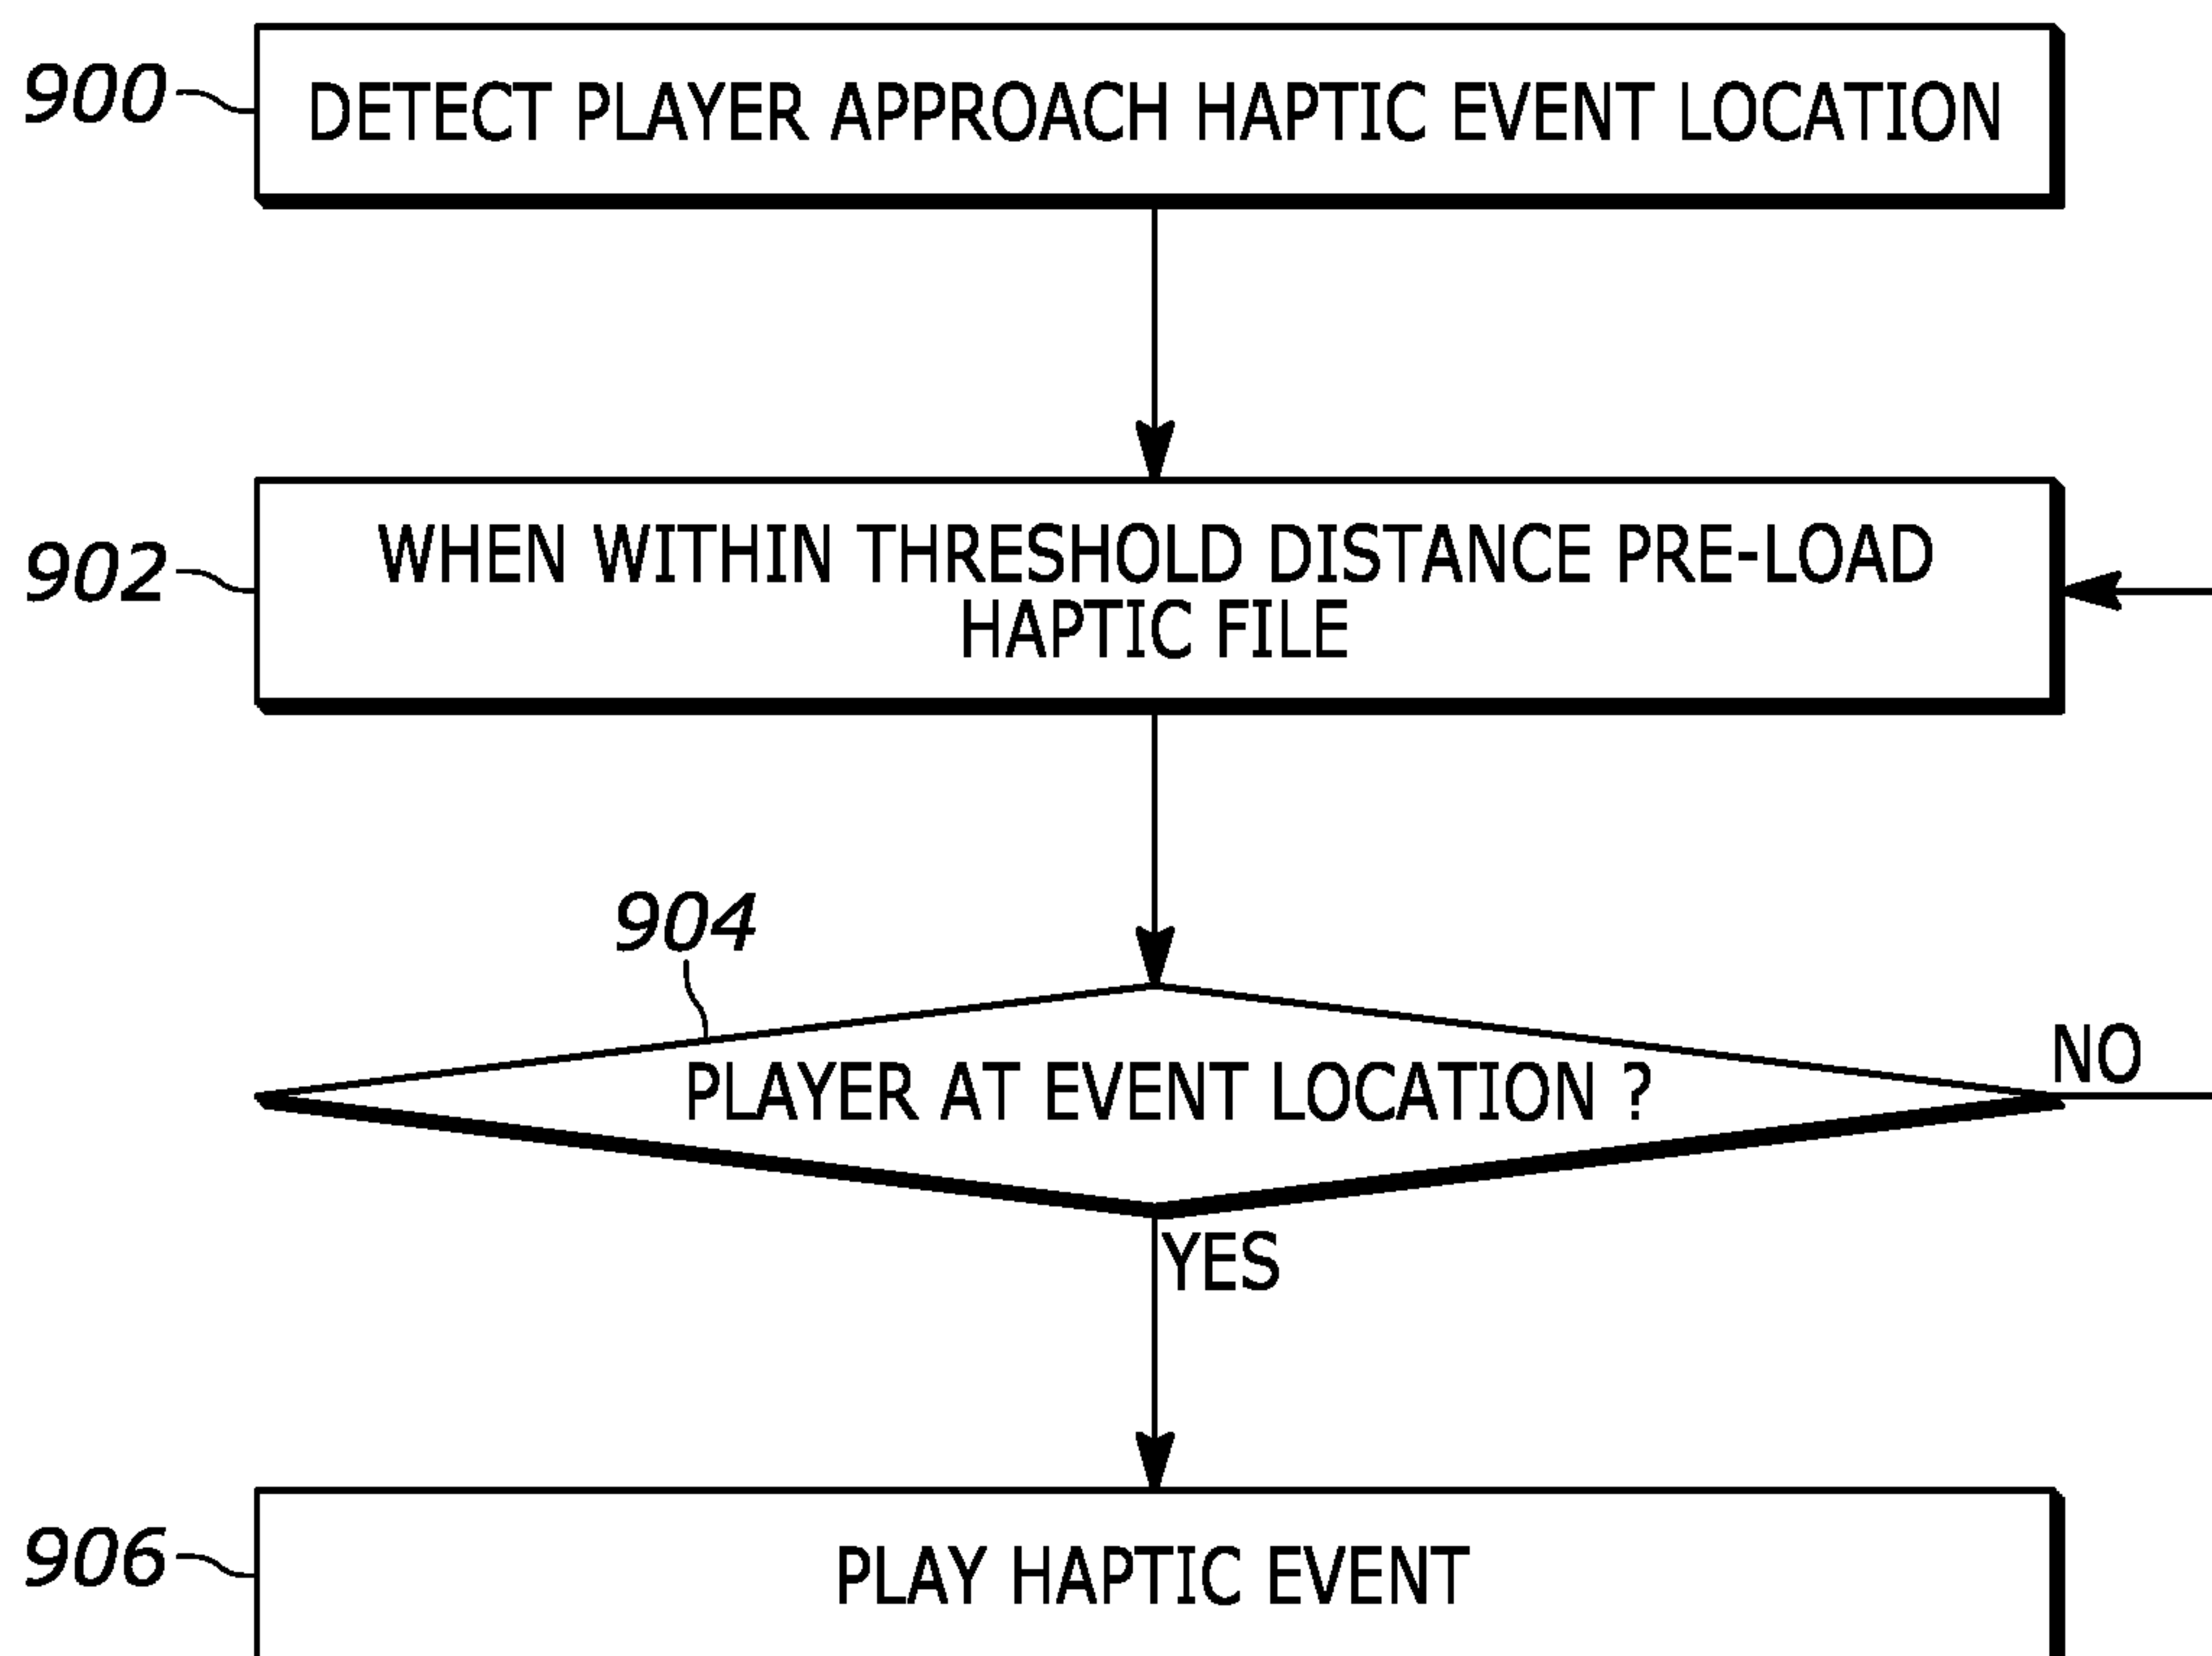 900
DETECT PLAYER APPROACH HAPTIC EVENT LOCATION
902
WHEN WITHIN THRESHOLD DISTANCE PRE-LOAD
HAPTIC FILE
904
PLAYER AT EVENT LOCATION ?
NO
YES
906
PLAY HAPTIC EVENT